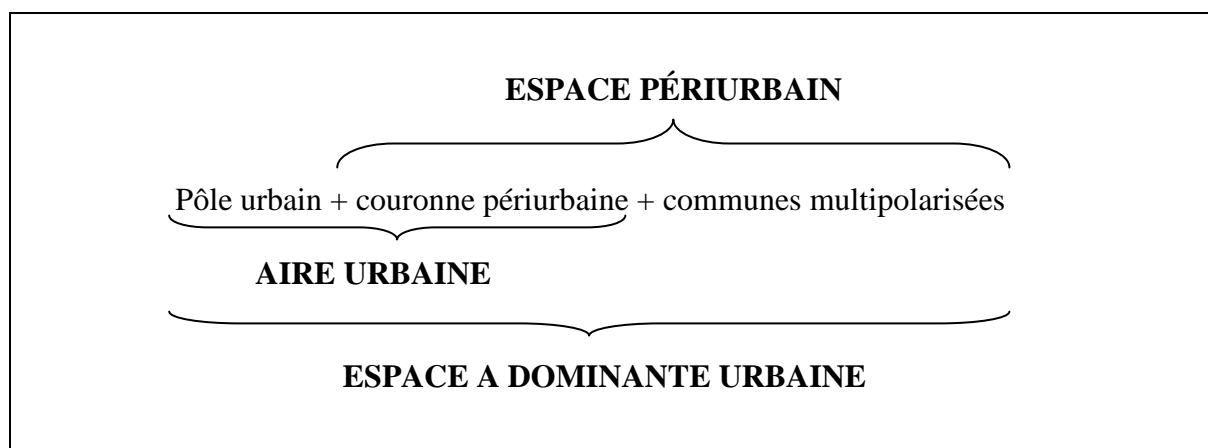 ESPACE PÉRIURBAIN
Pôle urbain + couronne périurbaine + communes multipolarisées
AIRE URBAINE
ESPACE A DOMINANTE URBAINE